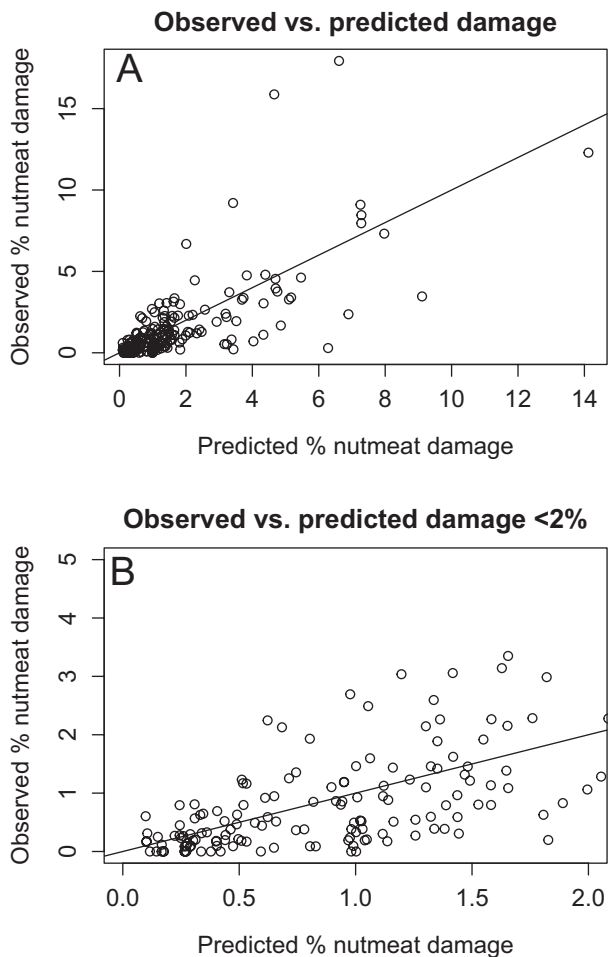 Observed vs. predicted damage
A
Observed % nutmeat damage
15
10
5
0
0 2 4 6 8 10 12 14
Predicted % nutmeat damage
Observed vs. predicted damage <2%
B
Observed % nutmeat damage
5
4
3
2
1
0
0.0 0.5 1.0 1.5 2.0
Predicted % nutmeat damage